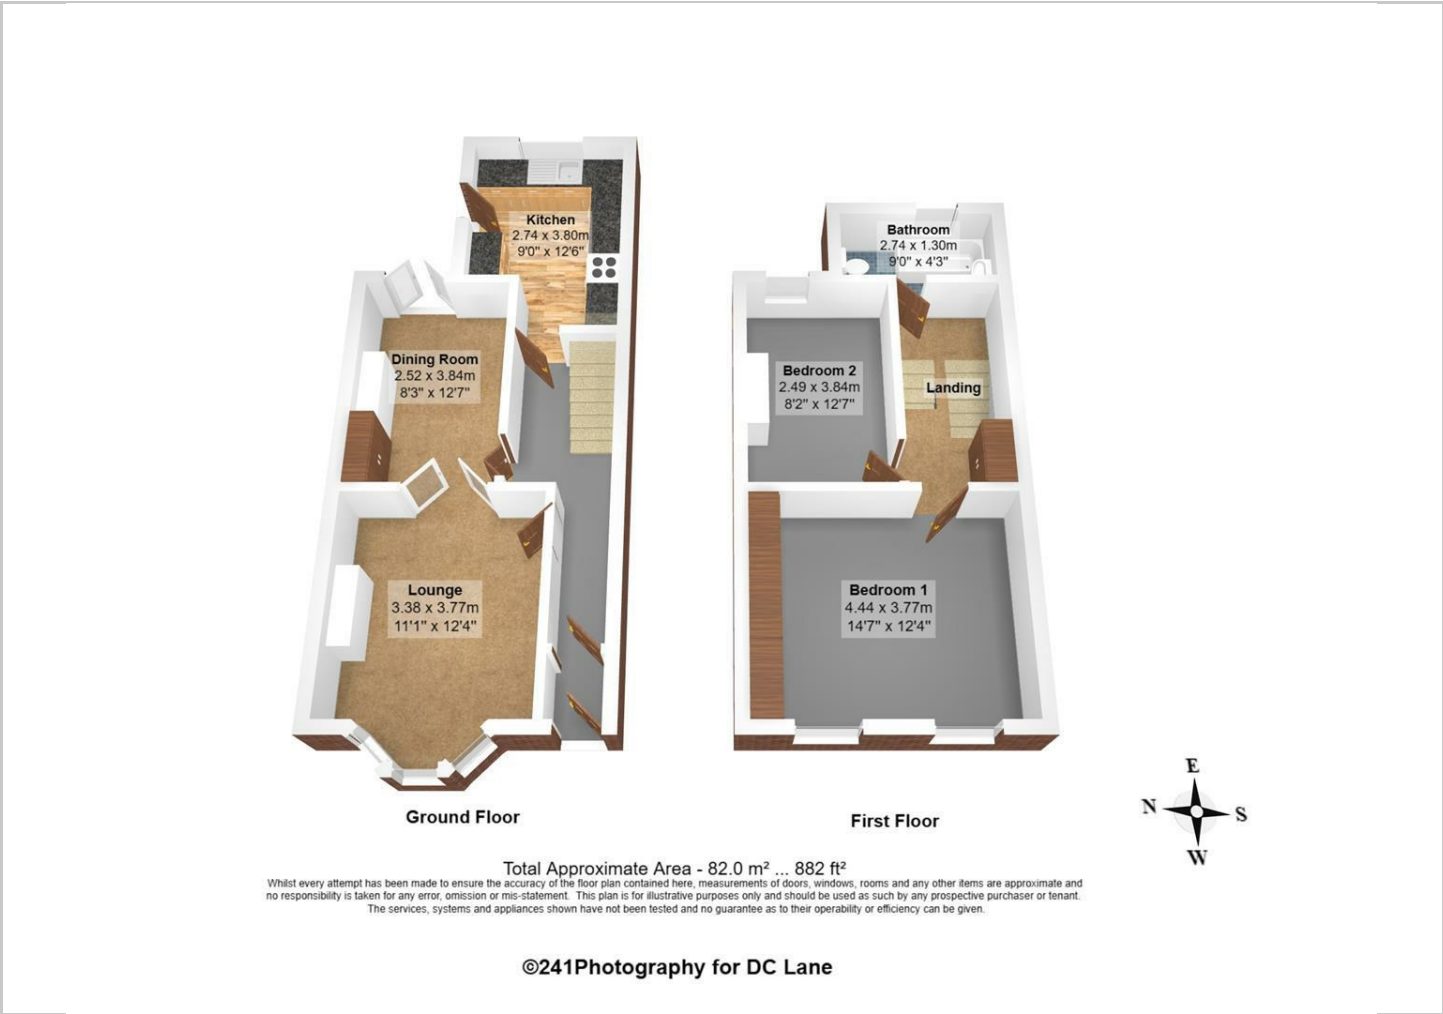 Kitchen
2.74 x 3.80m
9'0" x 12'6"
Dining Room
2.52 x 3.84m
8'3" x 12'7"
Lounge
3.38 x 3.77m
11'1" x 12'4"
Ground Floor
Bathroom
2.74 x 1.30m
9'0" x 4'3"
Bedroom 2
2.49 x 3.84m
8'2" x 12'7"
Landing
Bedroom 1
4.44 x 3.77m
14'7" x 12'4"
First Floor
E
N
S
W
Total Approximate Area - 82.0 m² ... 882 ft²
Whilst every attempt has been made to ensure the accuracy of the floor plan contained here, measurements of doors, windows, rooms and any other items are approximate and
no responsibility is taken for any error, omission or mis-statement. This plan is for illustrative purposes only and should be used as such by any prospective purchaser or tenant.
The services, systems and appliances shown have not been tested and no guarantee as to their operability or efficiency can be given.
©241Photography for DC Lane